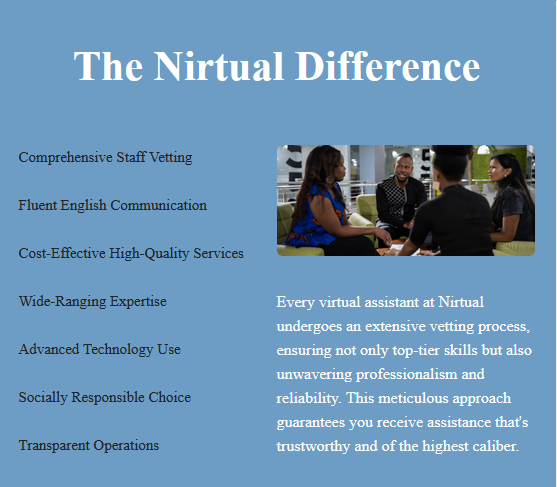 The Nirtual Difference
Comprehensive Staff Vetting
Fluent English Communication
Cost-Effective High-Quality Services
Wide-Ranging Expertise
Advanced Technology Use
Socially Responsible Choice
Transparent Operations
Every virtual assistant at Nirtual
undergoes an extensive vetting process,
ensuring not only top-tier skills but also
unwavering professionalism and
reliability. This meticulous approach
guarantees you receive assistance that's
trustworthy and of the highest caliber.